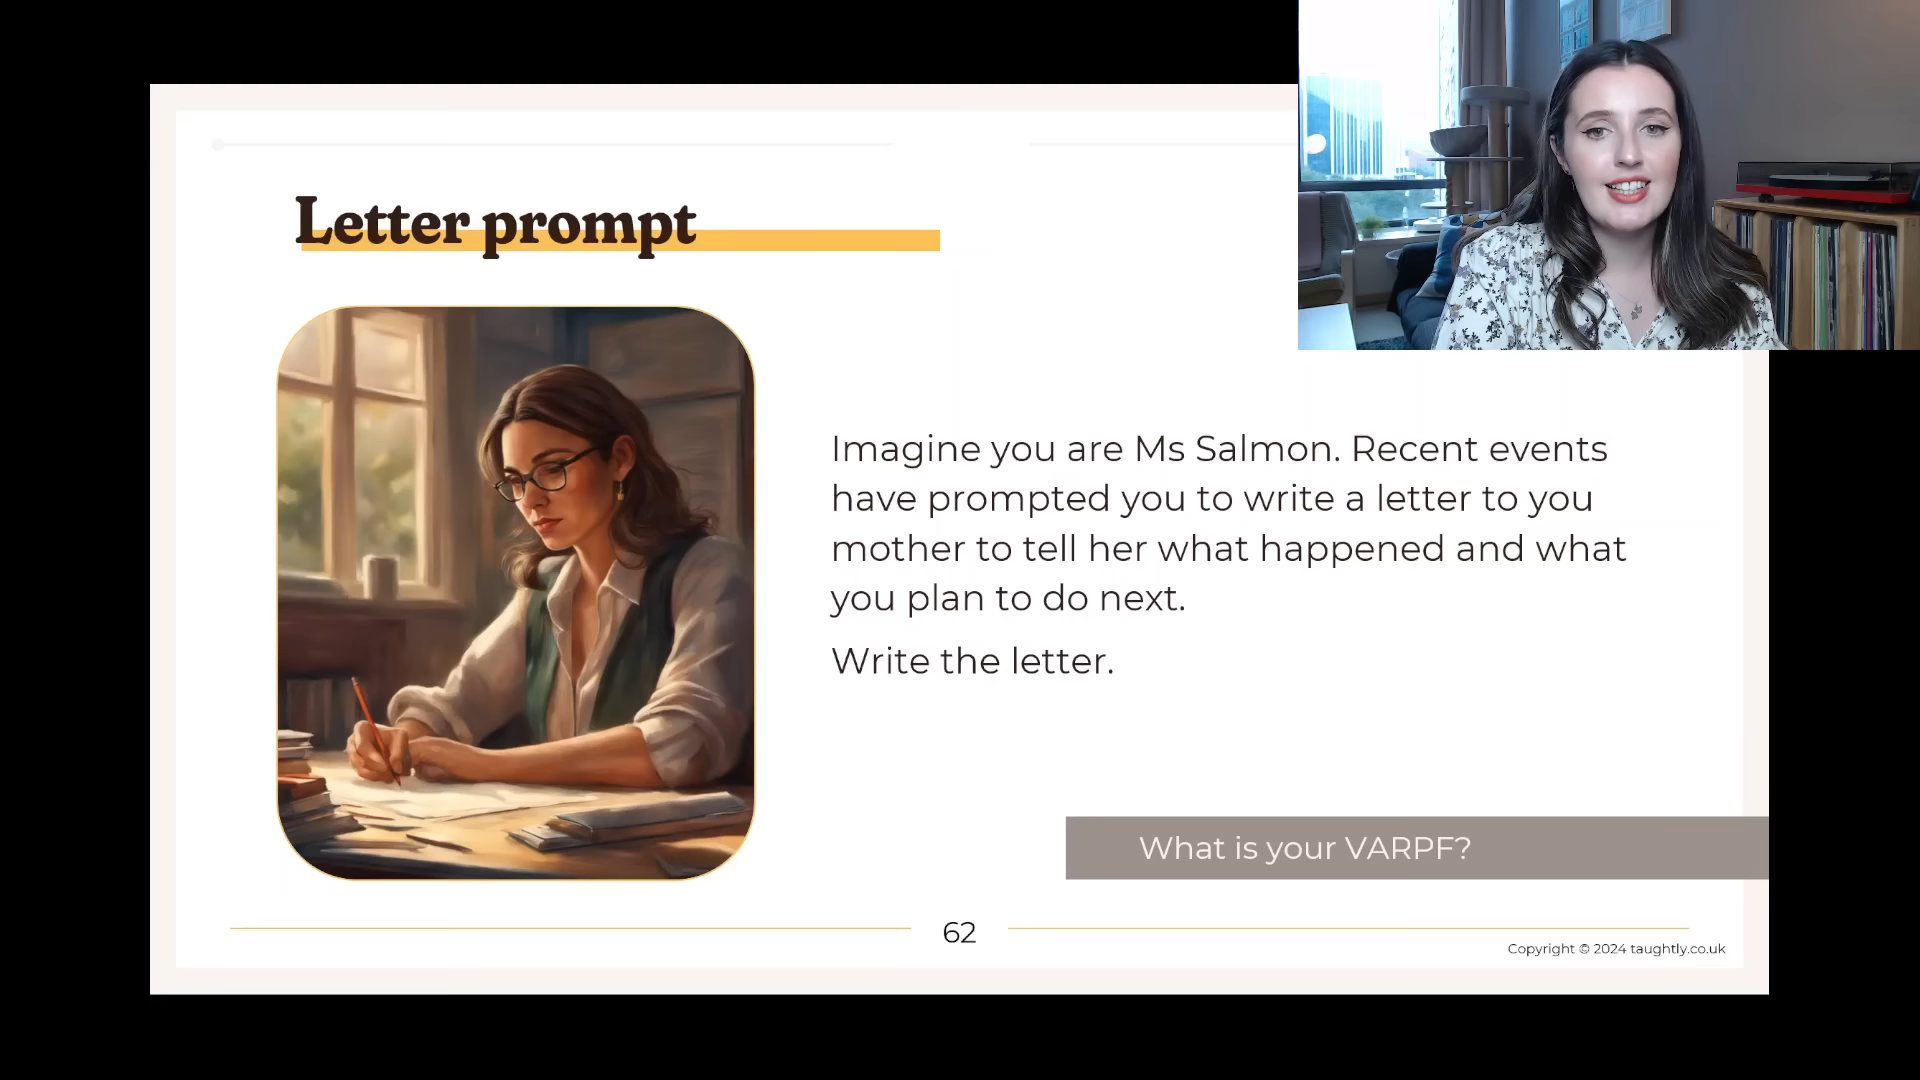 Letter prompt
Imagine you are Ms Salmon. Recent events
have prompted you to write a letter to you
mother to tell her what happened and what
you plan to do next.
Write the letter.
What is your VARPF?
62
Copyright © 2024 taughtly.co.uk